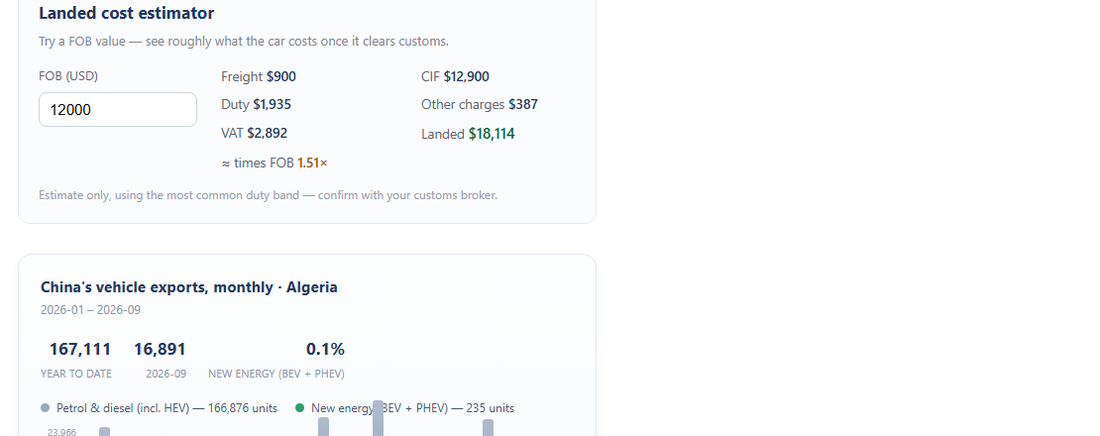 Landed cost estimator
Try a FOB value — see roughly what the car costs once it clears customs.
FOB (USD)
12000
Freight $900
CIF $12,900
Duty $1,935
Other charges $387
VAT $2,892
Landed $18,114
≈ times FOB 1.51×
Estimate only, using the most common duty band — confirm with your customs broker.
China's vehicle exports, monthly · Algeria
2026-01 – 2026-09
167,111 16,891 0.1%
YEAR TO DATE 2026-09 NEW ENERGY (BEV + PHEV)
Petrol & diesel (incl. HEV) — 166,876 units New energy (BEV + PHEV) — 235 units
23,966